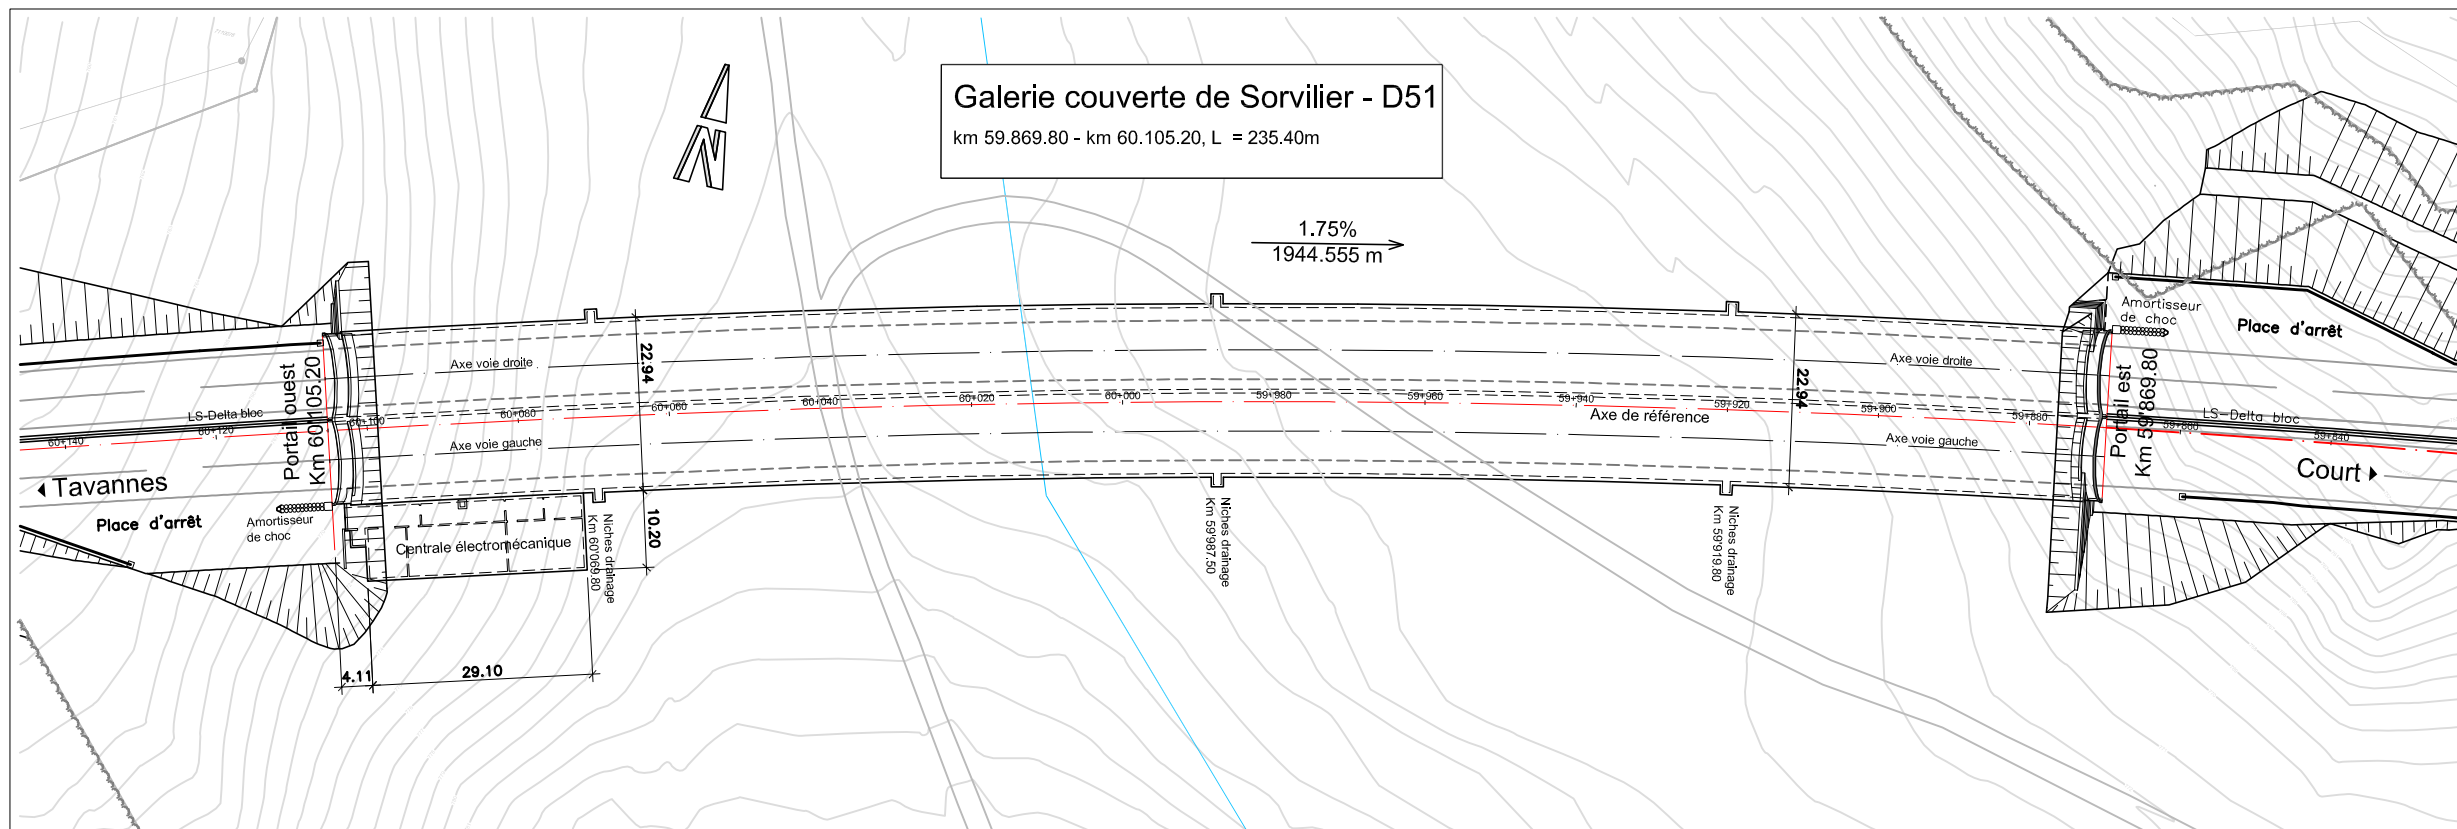 Galerie couverte de Sorvilier - D51
km 59.869.80 - km 60.105.20, L = 235.40m
1.75%
1944.555 m
Amortisseur
de choc
Place d'arrêt
Portail ouest
Km 60'105.20
Axe voie droite
22.94
Axe voie droite
22.94
Portail est
Km 59'869.80
LS-Delta bloc
60+140
60+120
60+100
60+080
60+060
60+040
60+020
60+000
59+980
59+960
59+940
59+920
59+900
59+880
59+860
59+840
Axe de référence
LS-Delta bloc
Axe voie gauche
Axe voie gauche
Tavannes
Court
Place d'arrêt
Amortisseur
de choc
Centrale électromécanique
Niches drainage
Km 60'069.80
10.20
Niches drainage
Km 59'987.50
Niches drainage
Km 59'919.80
4.11
29.10
N